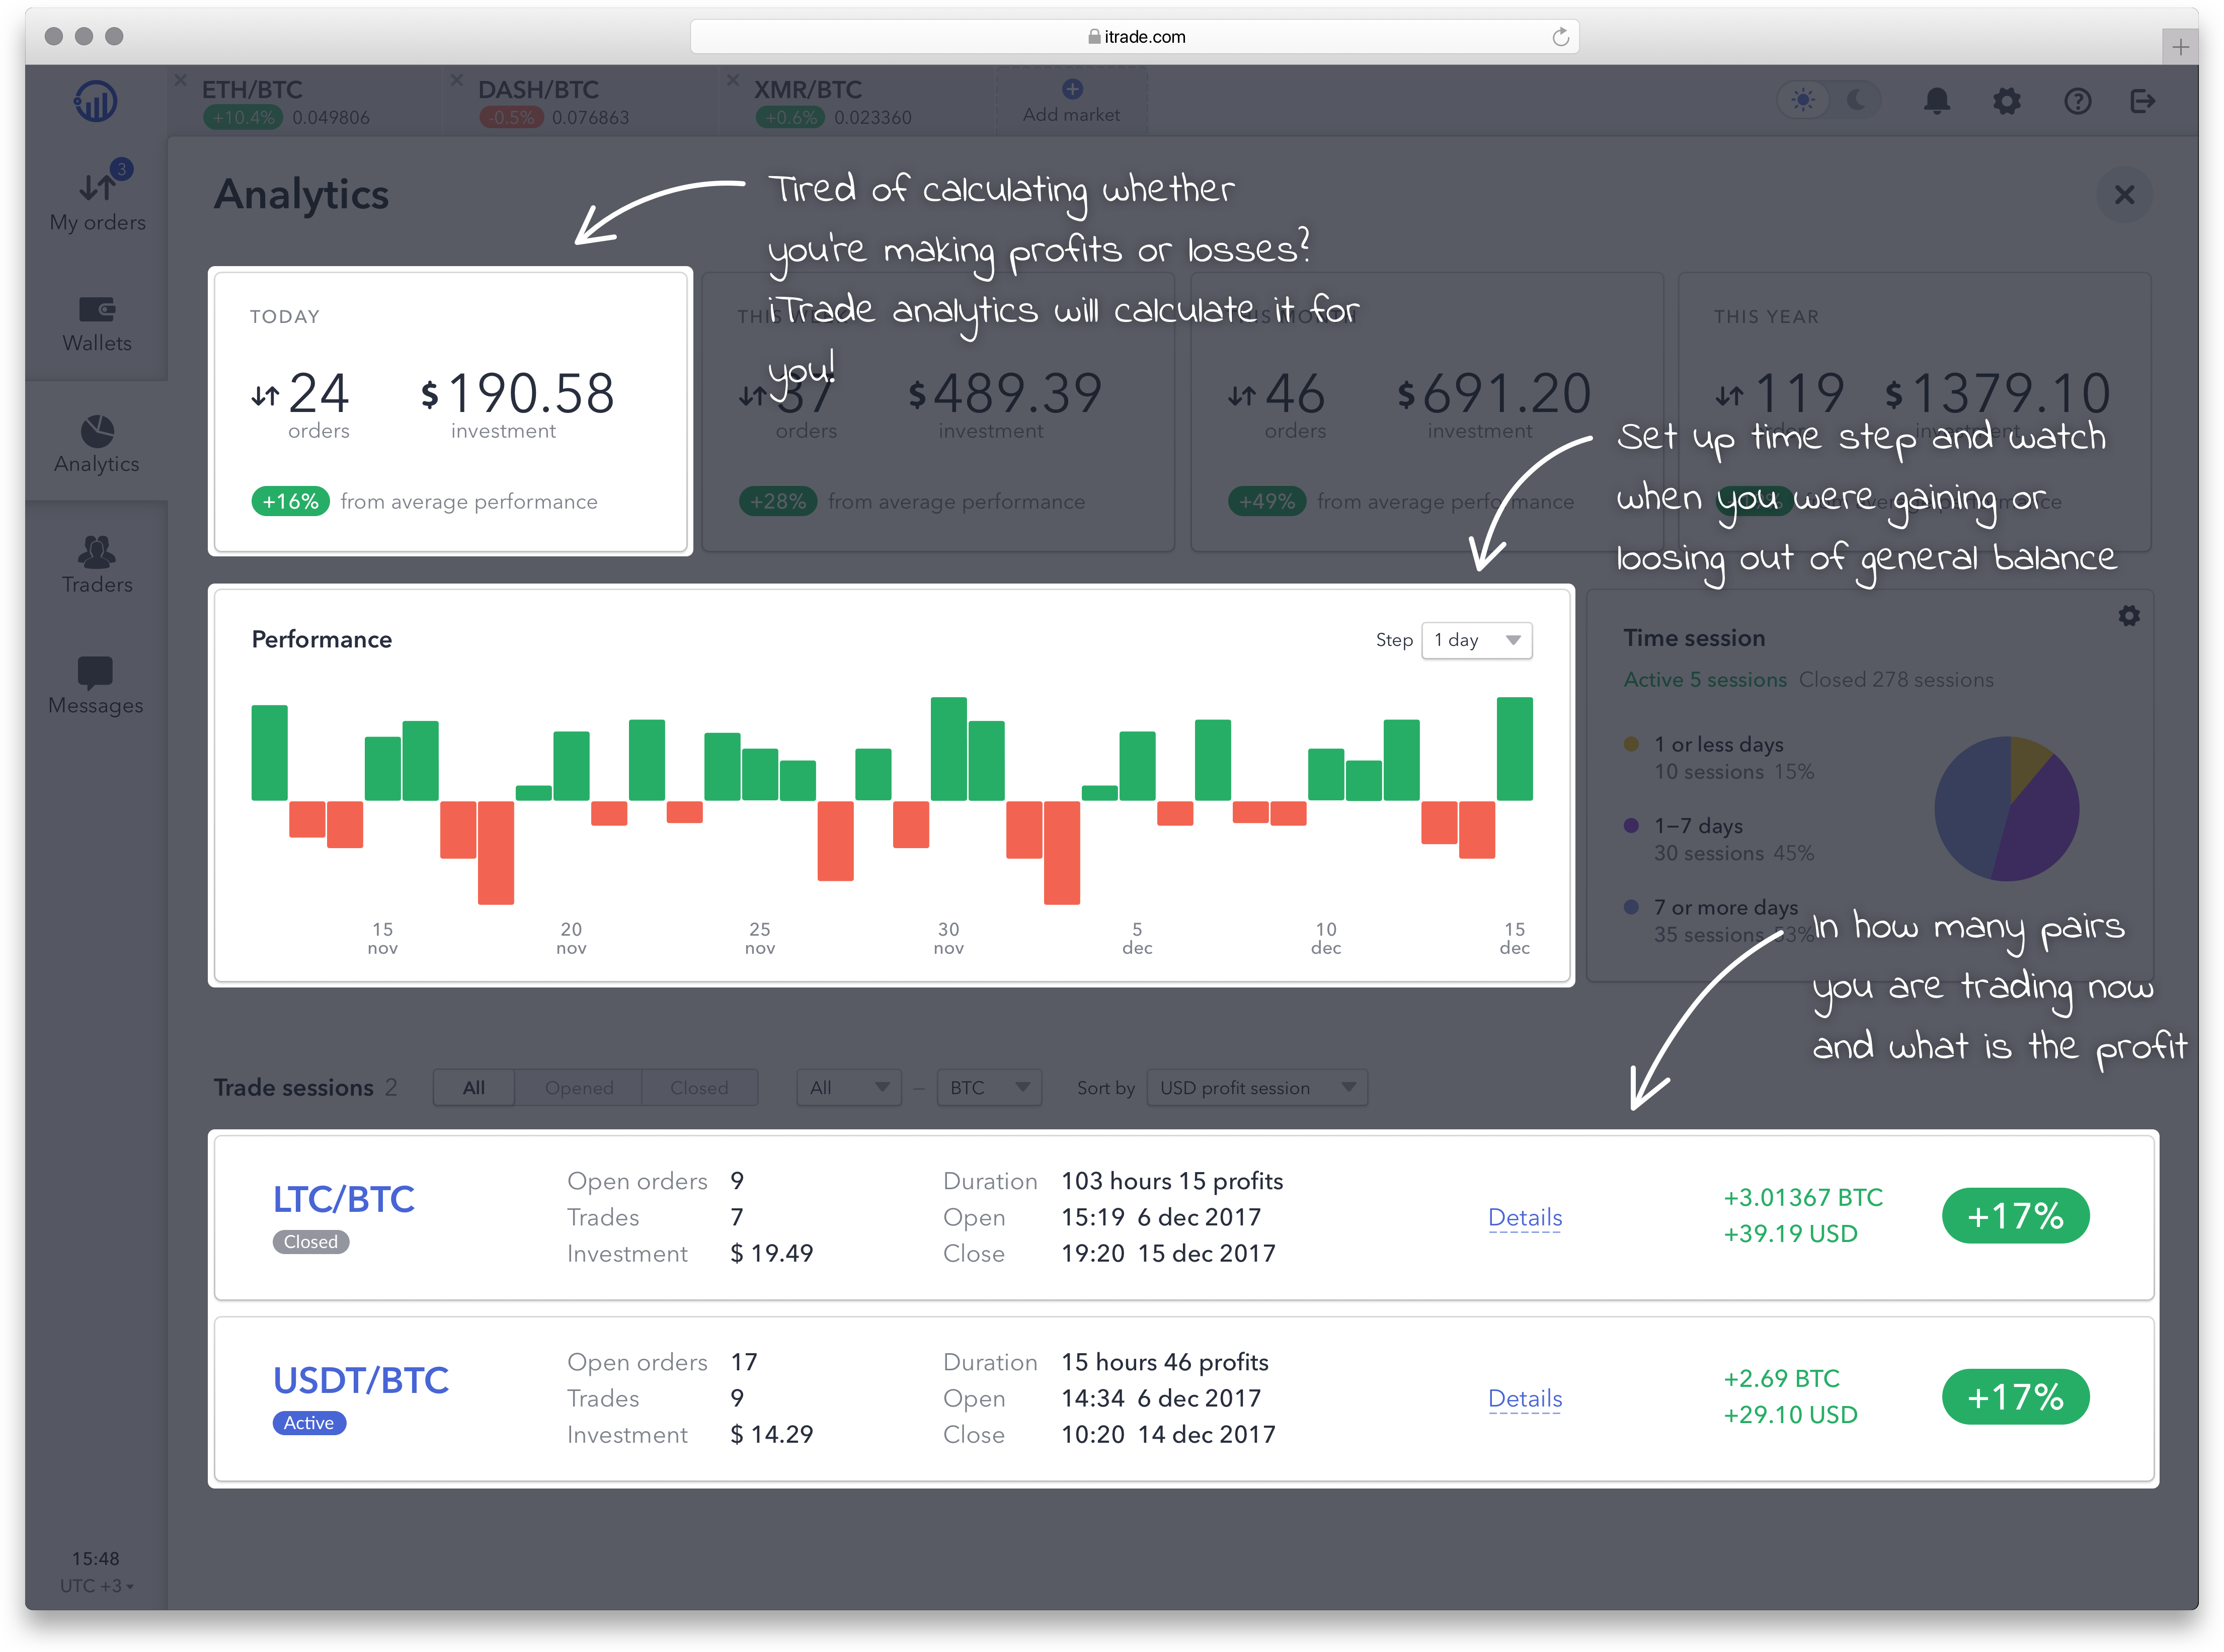 itrade.com
ETH/BTC
+10.4% 0.049806
DASH/BTC
-0.5% 0.076863
XMR/BTC
+0.6% 0.023360
Add market
3
My orders
Wallets
Analytics
Traders
Messages
15:48
UTC +3
Analytics
Tired of calculating whether
you're making profits or losses?
iTrade analytics will calculate it for
you!
TODAY
24 orders
$190.58 investment
+16% from average performance
THIS WEEK
37 orders
$489.39 investment
+28% from average performance
THIS MONTH
46 orders
$691.20 investment
+49% from average performance
THIS YEAR
119 orders
$1379.10 investment
from average performance
Set up time step and watch
when you were gaining or
loosing out of general balance
Performance
Step 1 day
15 nov
20 nov
25 nov
30 nov
5 dec
10 dec
15 dec
Time session
Active 5 sessions Closed 278 sessions
1 or less days
10 sessions 15%
1–7 days
30 sessions 45%
7 or more days
35 sessions 53%
In how many pairs
you are trading now
and what is the profit
Trade sessions 2
All Opened Closed
All – BTC
Sort by USD profit session
LTC/BTC
Closed
Open orders 9
Trades 7
Investment $ 19.49
Duration 103 hours 15 profits
Open 15:19 6 dec 2017
Close 19:20 15 dec 2017
Details
+3.01367 BTC
+39.19 USD
+17%
USDT/BTC
Active
Open orders 17
Trades 9
Investment $ 14.29
Duration 15 hours 46 profits
Open 14:34 6 dec 2017
Close 10:20 14 dec 2017
Details
+2.69 BTC
+29.10 USD
+17%